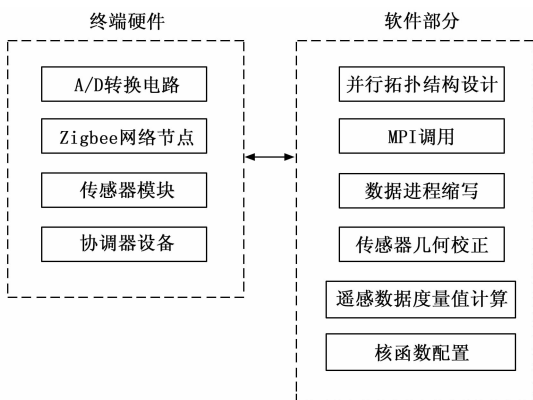 终端硬件
A/D转换电路
Zigbee网络节点
传感器模块
协调器设备
软件部分
并行拓扑结构设计
MPI调用
数据进程缩写
传感器几何校正
遥感数据度量值计算
核函数配置